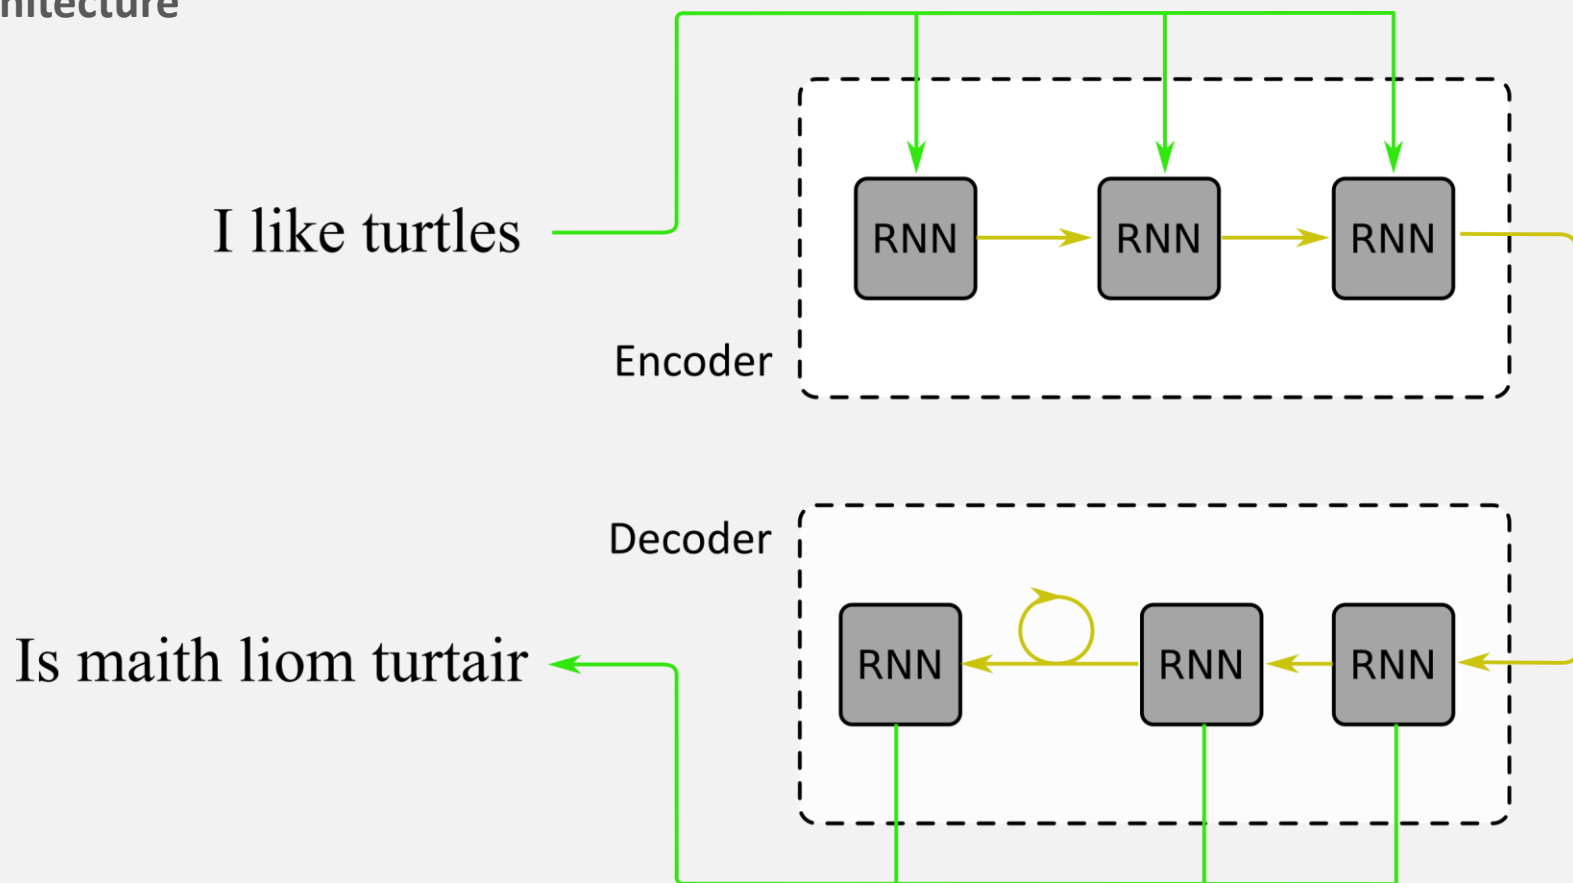 I like turtles
RNN RNN RNN
Encoder
Decoder
Is maith liom turtair
RNN RNN RNN